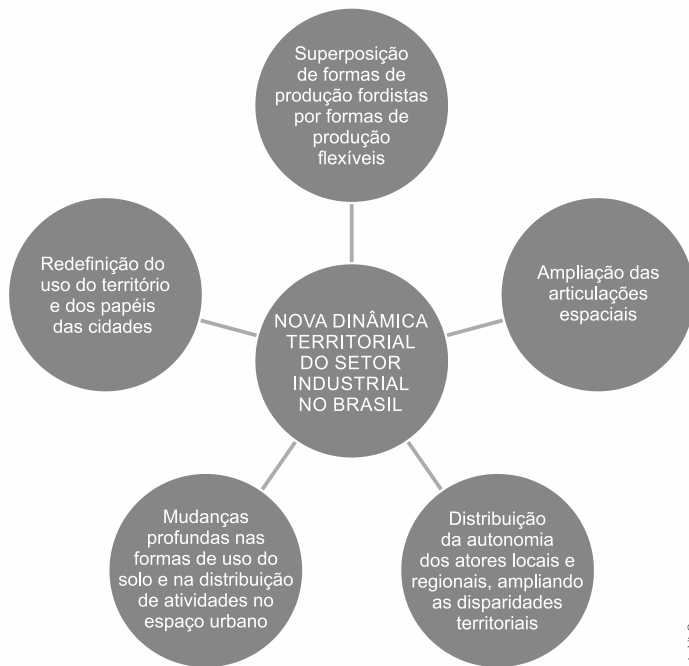 Superposição
de formas de
produção fordistas
por formas de
produção
flexíveis
Redefinição do
uso do território
e dos papéis
das cidades
Ampliação das
articulações
espaciais
NOVA DINÂMICA
TERRITORIAL
DO SETOR
INDUSTRIAL
NO BRASIL
Mudanças
profundas nas
formas de uso do
solo e na distribuição
de atividades no
espaço urbano
Distribuição
da autonomia
dos atores locais e
regionais, ampliando
as disparidades
territoriais